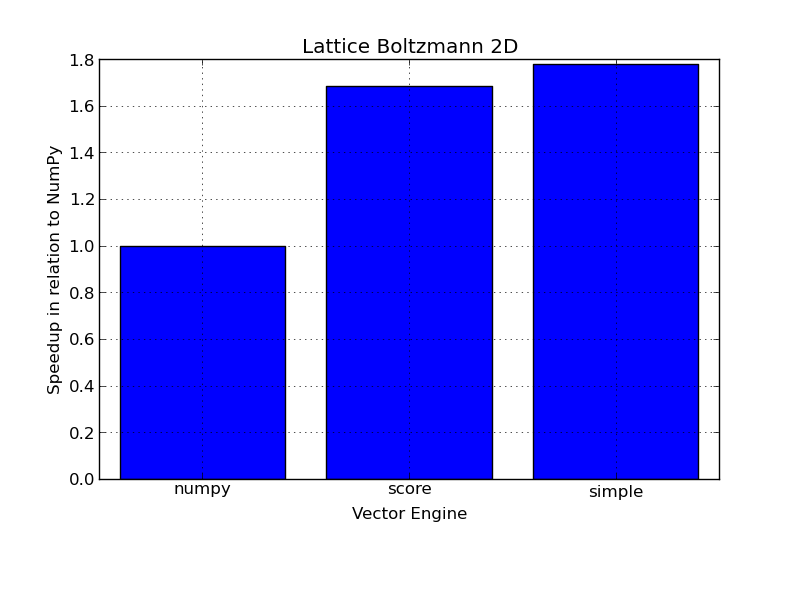 Lattice Boltzmann 2D
Speedup in relation to NumPy
1.8
1.6
1.4
1.2
1.0
0.8
0.6
0.4
0.2
0.0
numpy score simple
Vector Engine